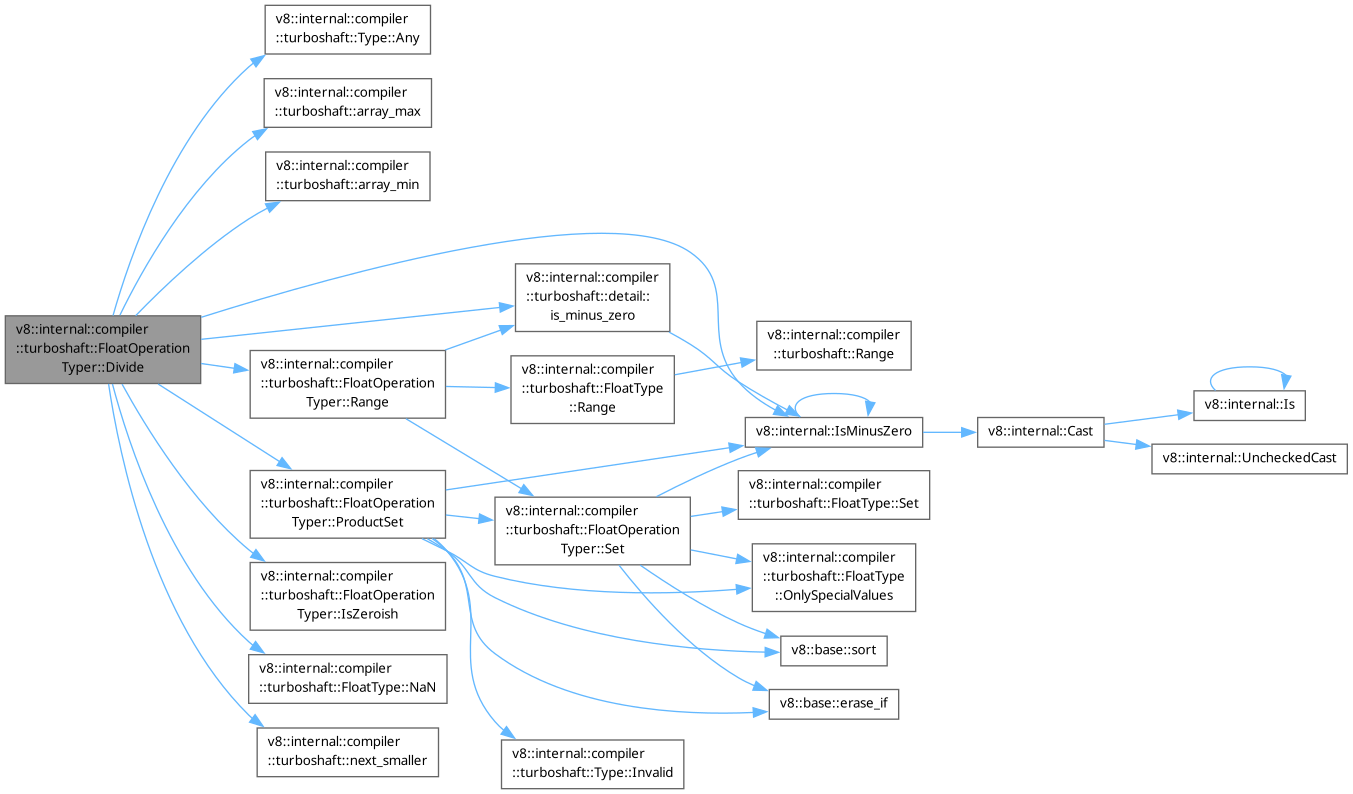 v8::internal::compiler
::turboshaft::Type::Any
v8::internal::compiler
::turboshaft::array_max
v8::internal::compiler
::turboshaft::array_min
v8::internal::compiler
::turboshaft::FloatOperation
Typer::Divide
v8::internal::compiler
::turboshaft::detail::
is_minus_zero
v8::internal::compiler
::turboshaft::Range
v8::internal::compiler
::turboshaft::FloatOperation
Typer::Range
v8::internal::compiler
::turboshaft::FloatType
::Range
v8::internal::Is
v8::internal::IsMinusZero
v8::internal::Cast
v8::internal::UncheckedCast
v8::internal::compiler
::turboshaft::FloatOperation
Typer::ProductSet
v8::internal::compiler
::turboshaft::FloatOperation
Typer::Set
v8::internal::compiler
::turboshaft::FloatType::Set
v8::internal::compiler
::turboshaft::FloatType
::OnlySpecialValues
v8::internal::compiler
::turboshaft::FloatOperation
Typer::IsZeroish
v8::base::sort
v8::internal::compiler
::turboshaft::FloatType::NaN
v8::base::erase_if
v8::internal::compiler
::turboshaft::next_smaller
v8::internal::compiler
::turboshaft::Type::Invalid